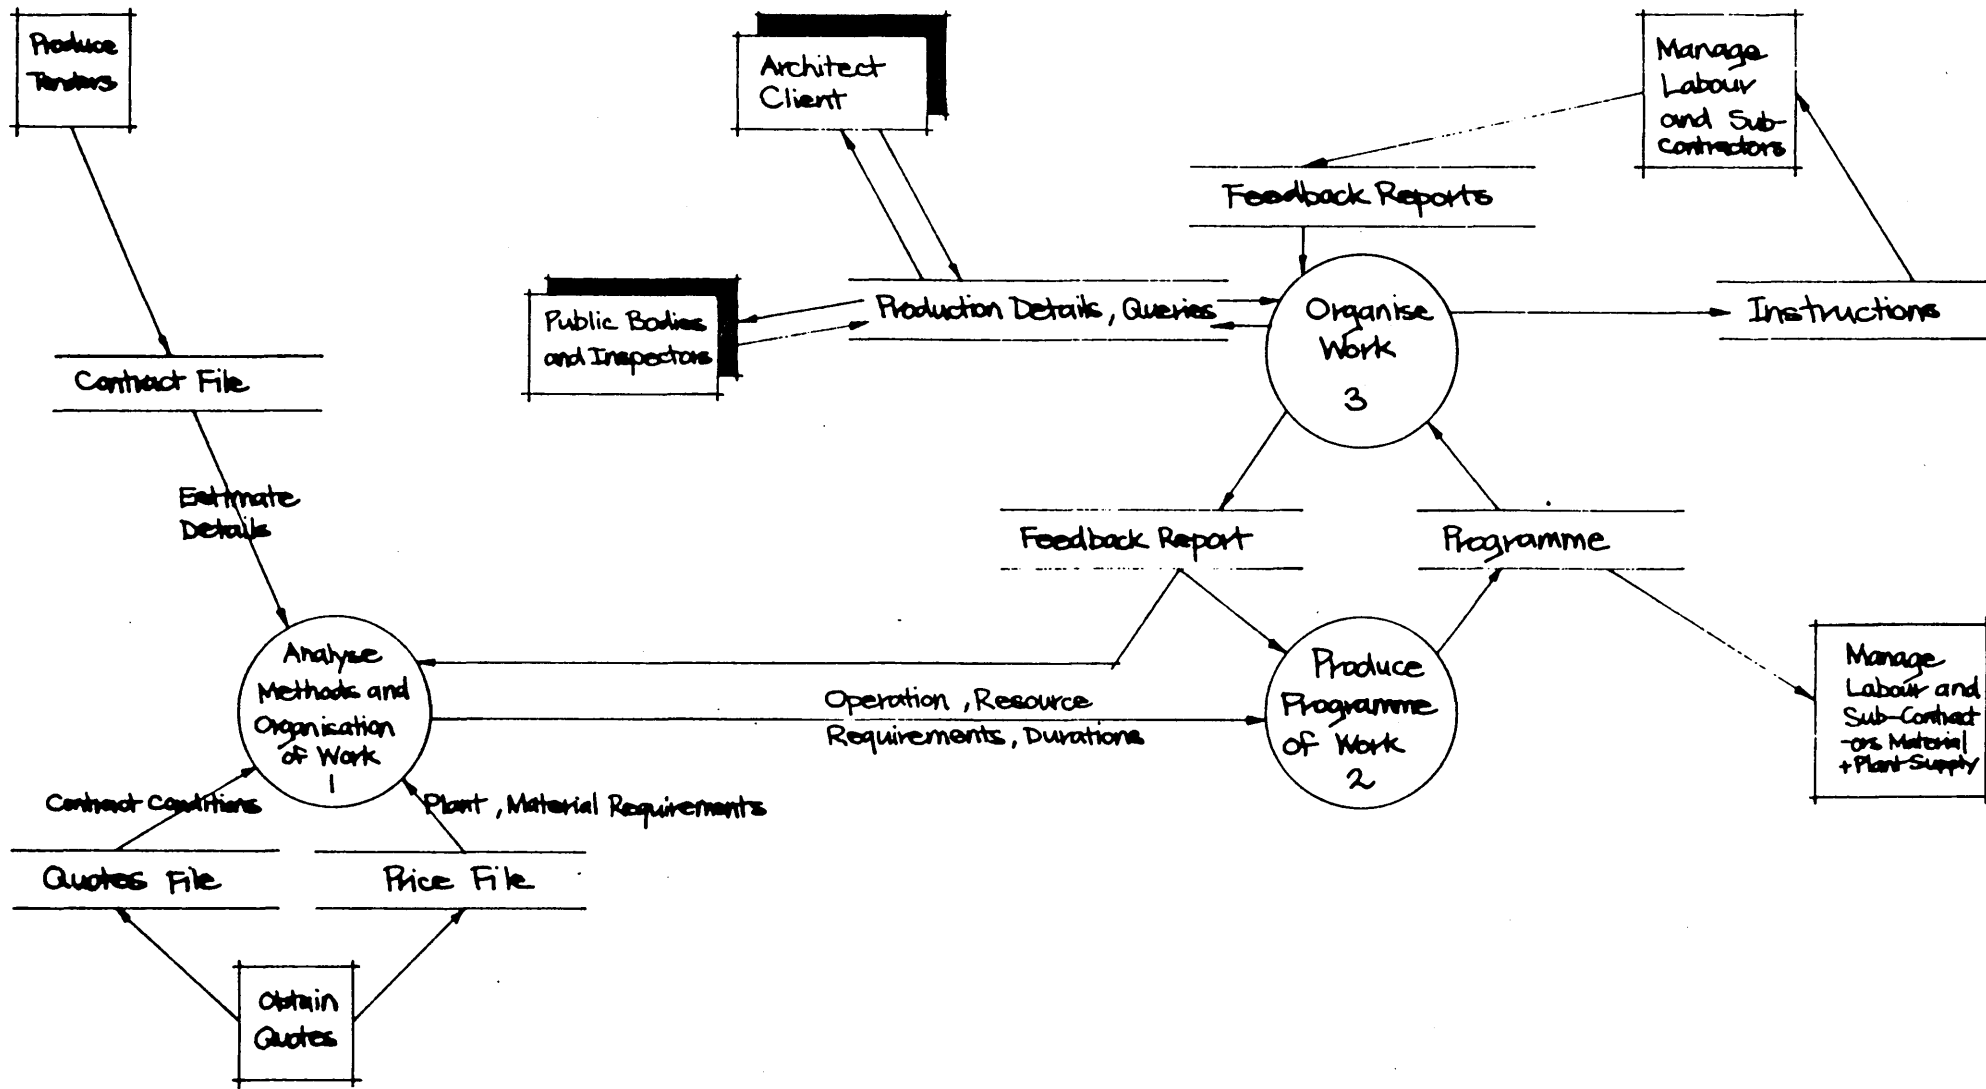 Produce
Tenders
Architect
Client
Manage
Labour
and Sub-
Contractors
Feedback Reports
Public Bodies
and Inspectors
Production Details, Queries
Organise
Work
3
Instructions
Contract File
Estimate
Details
Feedback Report
Programme
Analyse
Methods and
Organisation
of Work
1
Operation, Resource
Requirements, Durations
Produce
Programme
of Work
2
Manage
Labour and
Sub-Contract
-ors Material
+ Plant Supply
Contract Conditions
Plant, Material Requirements
Quotes File
Price File
Obtain
Quotes